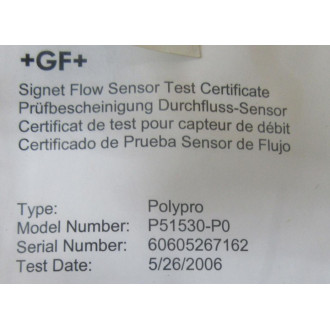 +GF+
Signet Flow Sensor Test Certificate
Prüfbescheinigung Durchfluss-Sensor
Certificat de test pour capteur de débit
Certificado de Prueba Sensor de Flujo
Type: Polypro
Model Number: P51530-P0
Serial Number: 60605267162
Test Date: 5/26/2006